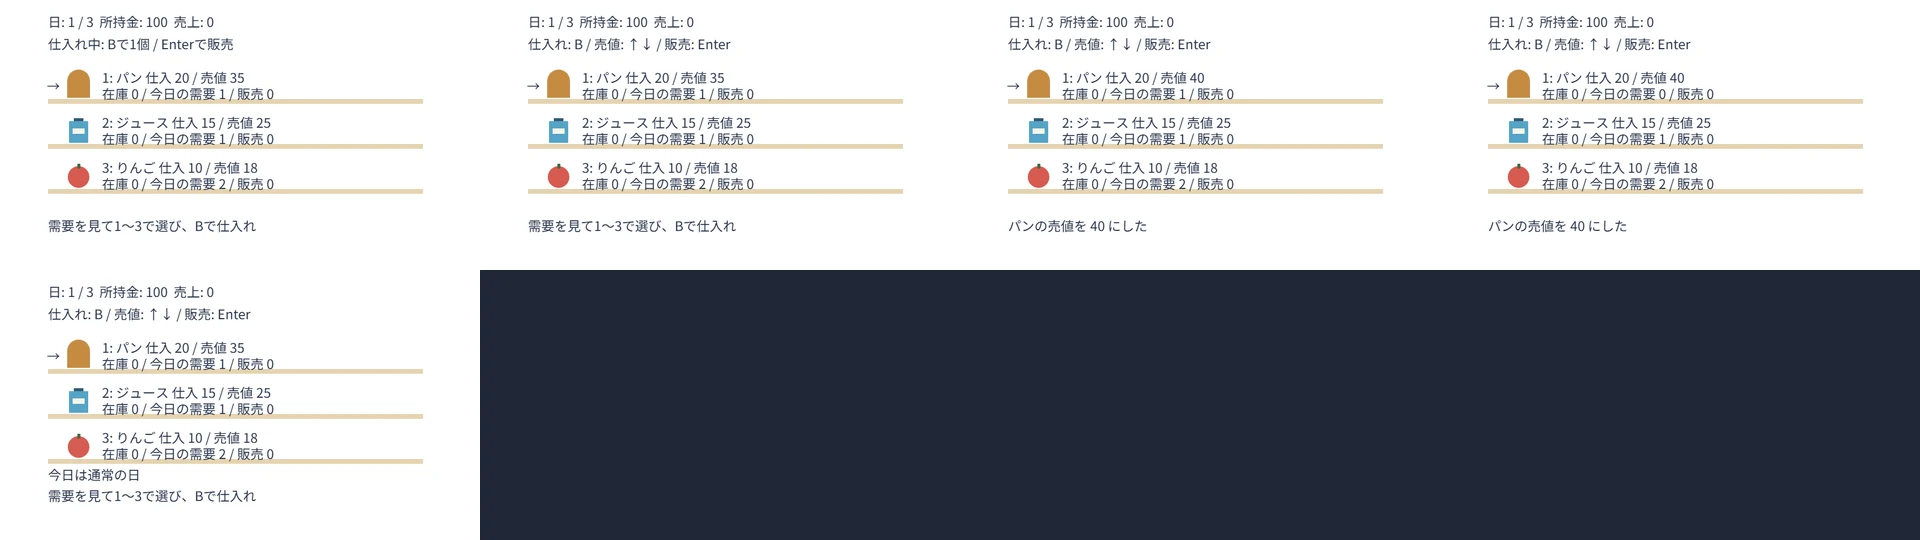 日: 1 / 3 所持金: 100 売上: 0
仕入れ中: Bで1個 / Enterで販売
→ 1: パン 仕入 20 / 売値 35
在庫 0 / 今日の需要 1 / 販売 0
2: ジュース 仕入 15 / 売値 25
在庫 0 / 今日の需要 1 / 販売 0
3: りんご 仕入 10 / 売値 18
在庫 0 / 今日の需要 2 / 販売 0
需要を見て1〜3で選び、Bで仕入れ
日: 1 / 3 所持金: 100 売上: 0
仕入れ: B / 売値: ↑↓ / 販売: Enter
→ 1: パン 仕入 20 / 売値 35
在庫 0 / 今日の需要 1 / 販売 0
2: ジュース 仕入 15 / 売値 25
在庫 0 / 今日の需要 1 / 販売 0
3: りんご 仕入 10 / 売値 18
在庫 0 / 今日の需要 2 / 販売 0
需要を見て1〜3で選び、Bで仕入れ
日: 1 / 3 所持金: 100 売上: 0
仕入れ: B / 売値: ↑↓ / 販売: Enter
→ 1: パン 仕入 20 / 売値 40
在庫 0 / 今日の需要 1 / 販売 0
2: ジュース 仕入 15 / 売値 25
在庫 0 / 今日の需要 1 / 販売 0
3: りんご 仕入 10 / 売値 18
在庫 0 / 今日の需要 2 / 販売 0
パンの売値を 40 にした
日: 1 / 3 所持金: 100 売上: 0
仕入れ: B / 売値: ↑↓ / 販売: Enter
→ 1: パン 仕入 20 / 売値 40
在庫 0 / 今日の需要 0 / 販売 0
2: ジュース 仕入 15 / 売値 25
在庫 0 / 今日の需要 1 / 販売 0
3: りんご 仕入 10 / 売値 18
在庫 0 / 今日の需要 2 / 販売 0
パンの売値を 40 にした
日: 1 / 3 所持金: 100 売上: 0
仕入れ: B / 売値: ↑↓ / 販売: Enter
→ 1: パン 仕入 20 / 売値 35
在庫 0 / 今日の需要 1 / 販売 0
2: ジュース 仕入 15 / 売値 25
在庫 0 / 今日の需要 1 / 販売 0
3: りんご 仕入 10 / 売値 18
在庫 0 / 今日の需要 2 / 販売 0
今日は通常の日
需要を見て1〜3で選び、Bで仕入れ